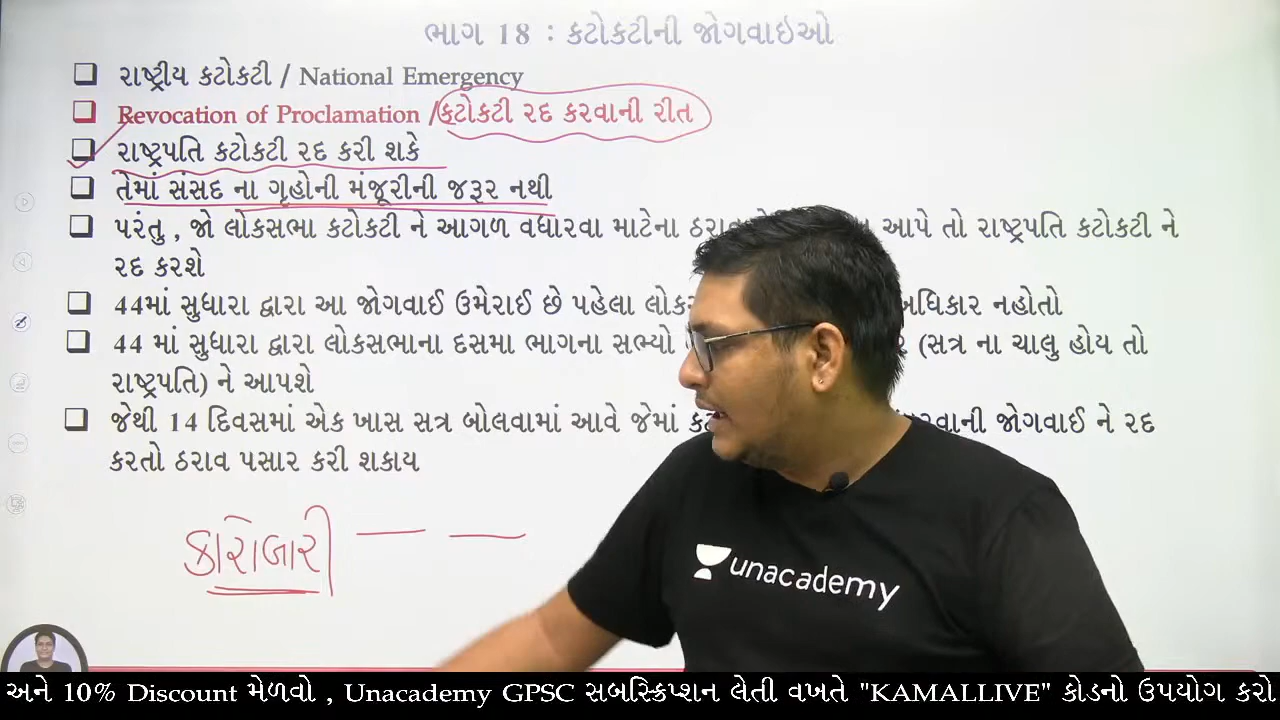 ભાગ 18 : કટોકટીની જોગવાઇઓ
રાષ્ટ્રીય કટોકટી / National Emergency
Revocation of Proclamation /કટોકટી રદ કરવાની રીત
રાષ્ટ્રપતિ કટોકટી રદ કરી શકે
તેમાં સંસદ ના ગૃહોની મંજૂરીની જરૂર નથી
પરંતુ , જો લોકસભા કટોકટી ને આગળ વધારવા માટેના આપે તો રાષ્ટ્રપતિ કટોકટી ને
રદ કરશે
44માં સુધારા દ્વારા આ જોગવાઈ ઉમેરાઈ છે પહેલા અધિકાર નહોતો
44 માં સુધારા દ્વારા લોકસભાના દસમા ભાગના સભ્યો (સત્ર ના ચાલુ હોય તો
રાષ્ટ્રપતિ) ને આપશે
જેથી 14 દિવસમાં એક ખાસ સત્ર બોલવામાં આવે જેમાં જોગવાઈ ને રદ
કરતો ઠરાવ પસાર કરી શકાય
કારોબારી
unacademy
અને 10% Discount મેળવો , Unacademy GPSC સબસ્ક્રિપ્શન લેતી વખતે "KAMALLIVE" કોડનો ઉપયોગ કરો